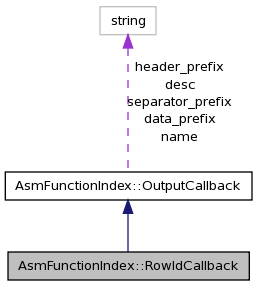 string
header_prefix
desc
separator_prefix
data_prefix
name
AsmFunctionIndex::OutputCallback
AsmFunctionIndex::RowIdCallback